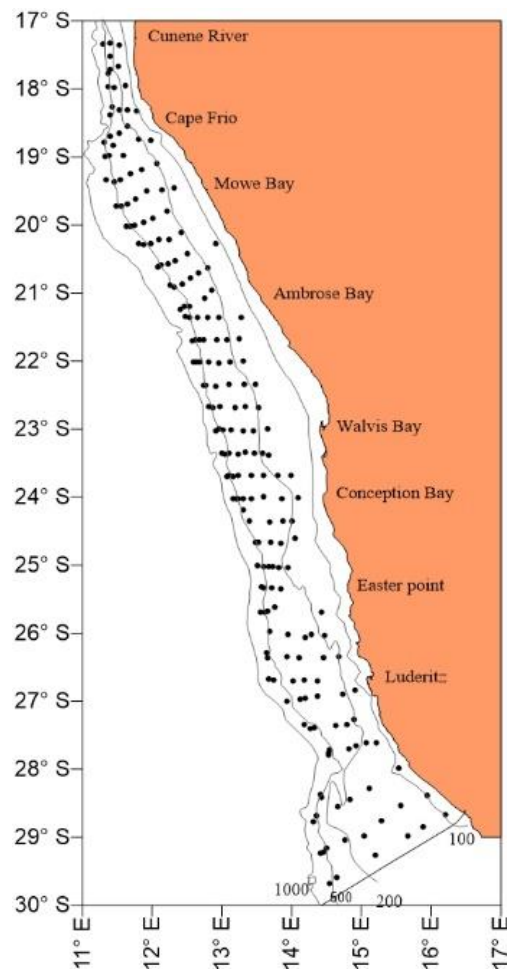 17° S
Cunene River
18° S
Cape Frio
19° S
Mowe Bay
20° S
21° S
Ambrose Bay
22° S
23° S
Walvis Bay
24° S
Conception Bay
25° S
Easter point
26° S
Luderitz
27° S
28° S
29° S
100
1000
500
200
30° S
11° E
12° E
13° E
14° E
15° E
16° E
17° E